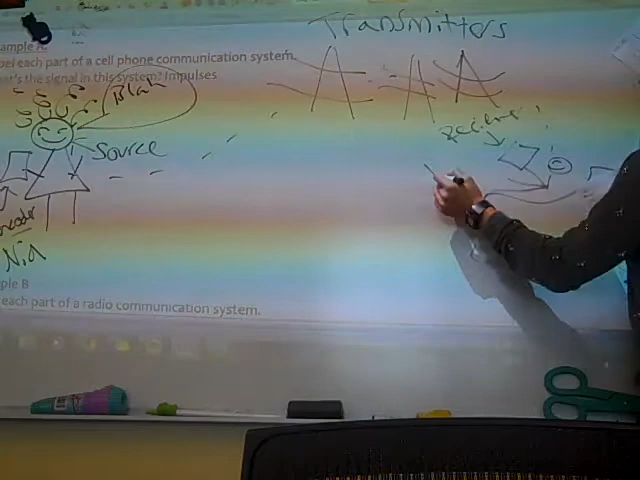 Transmitters
ample A
bel each part of a cell phone communication system.
at's the signal in this system? Impulses
Blah
Source
Nia
ple B
each part of a radio communication system.